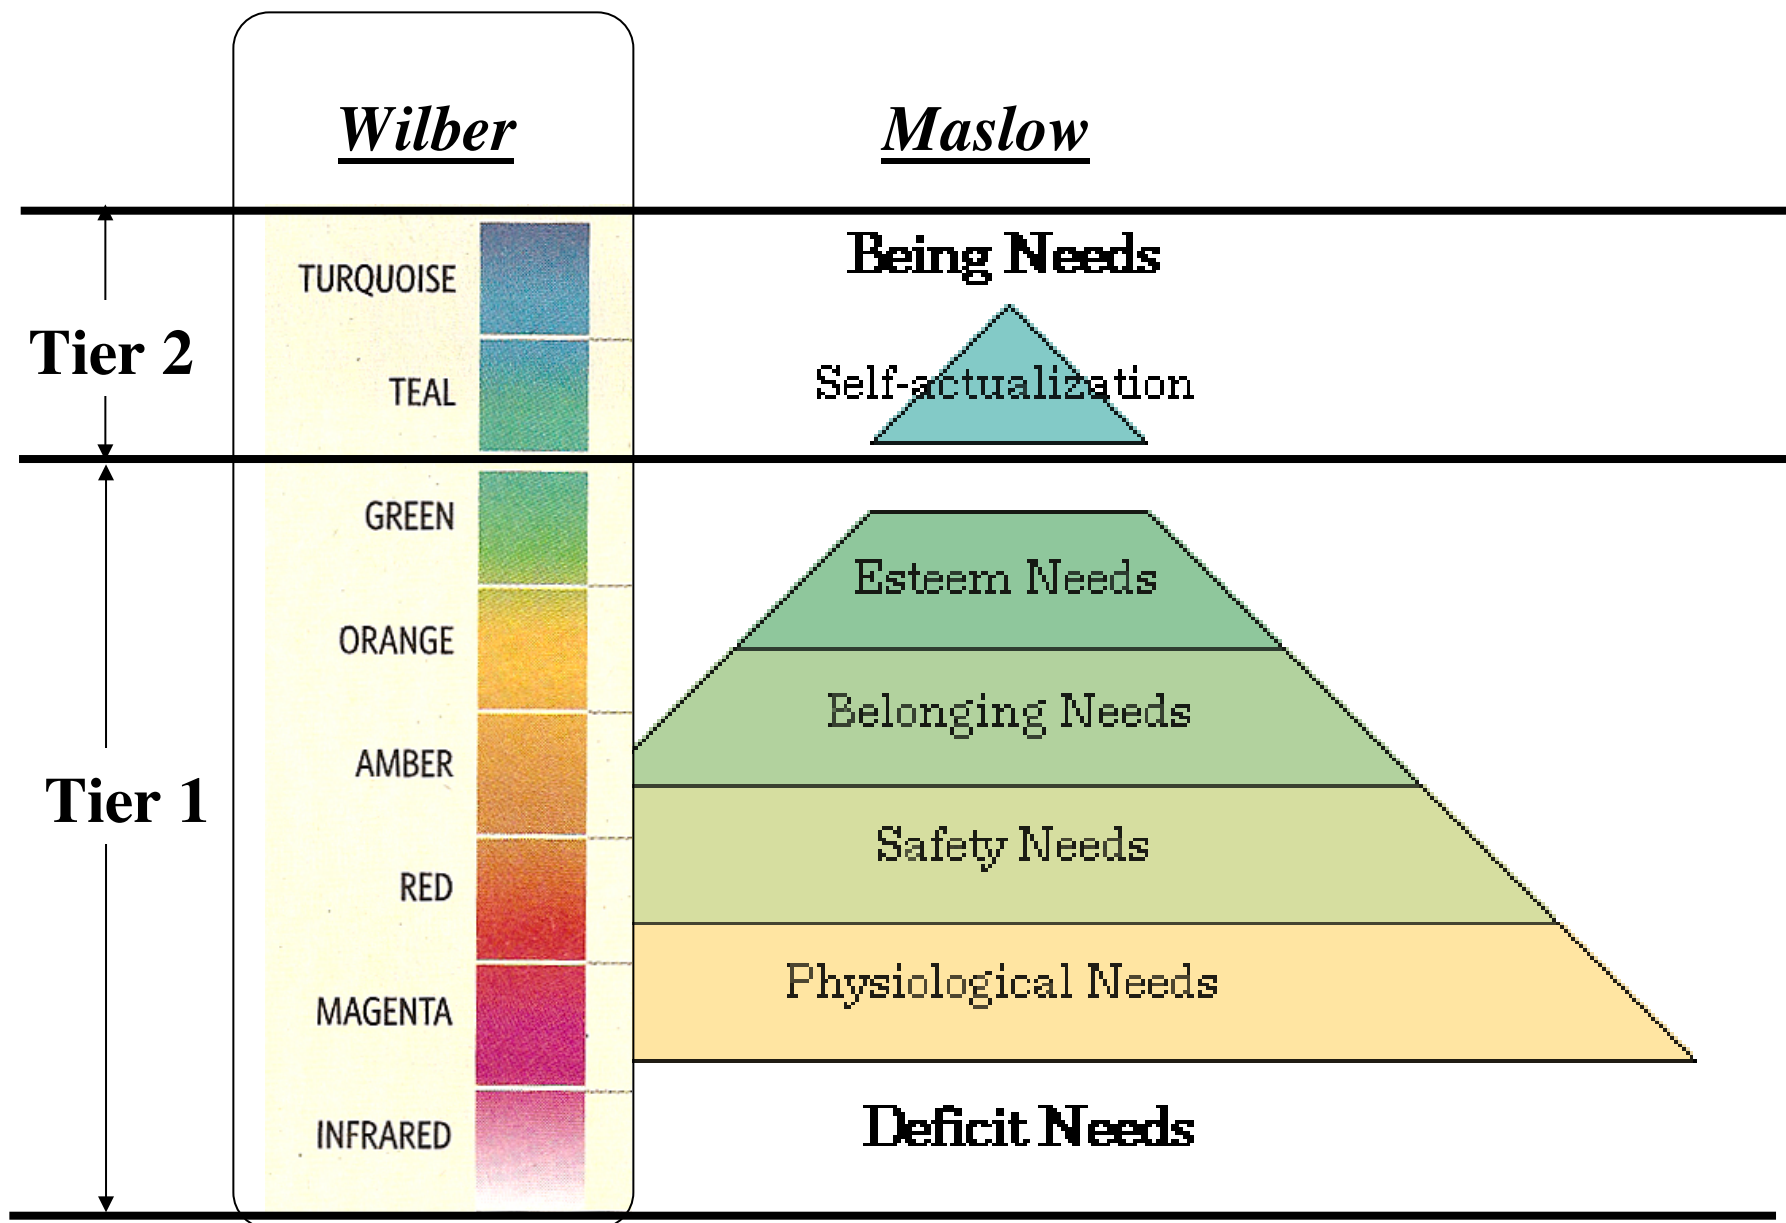 Wilber
Maslow
Tier 2
TURQUOISE
TEAL
Being Needs
Self-actualization
Tier 1
GREEN
ORANGE
AMBER
RED
MAGENTA
INFRARED
Esteem Needs
Belonging Needs
Safety Needs
Physiological Needs
Deficit Needs